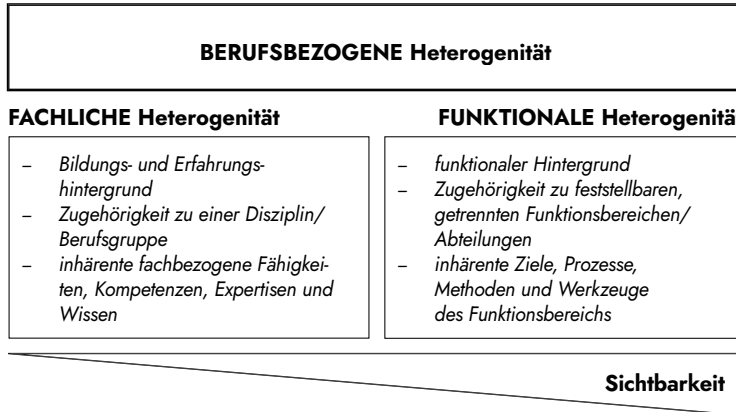 BERUFSBEZOGENE Heterogenität
FACHLICHE Heterogenität
– Bildungs- und Erfahrungs-
hintergrund
– Zugehörigkeit zu einer Disziplin/
Berufsgruppe
– inhärente fachbezogene Fähigkei-
ten, Kompetenzen, Expertisen und
Wissen
FUNKTIONALE Heterogenitä
– funktionaler Hintergrund
– Zugehörigkeit zu feststellbaren,
getrennten Funktionsbereichen/
Abteilungen
– inhärente Ziele, Prozesse,
Methoden und Werkzeuge
des Funktionsbereichs
Sichtbarkeit